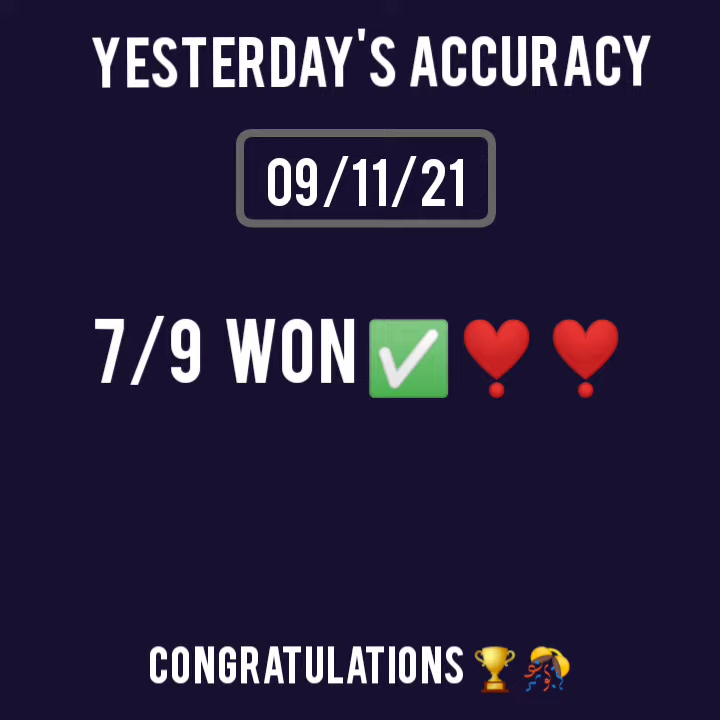 YESTERDAY'S ACCURACY
09/11/21
7/9 WON ✅❣️❣️
CONGRATULATIONS 🏆🎊